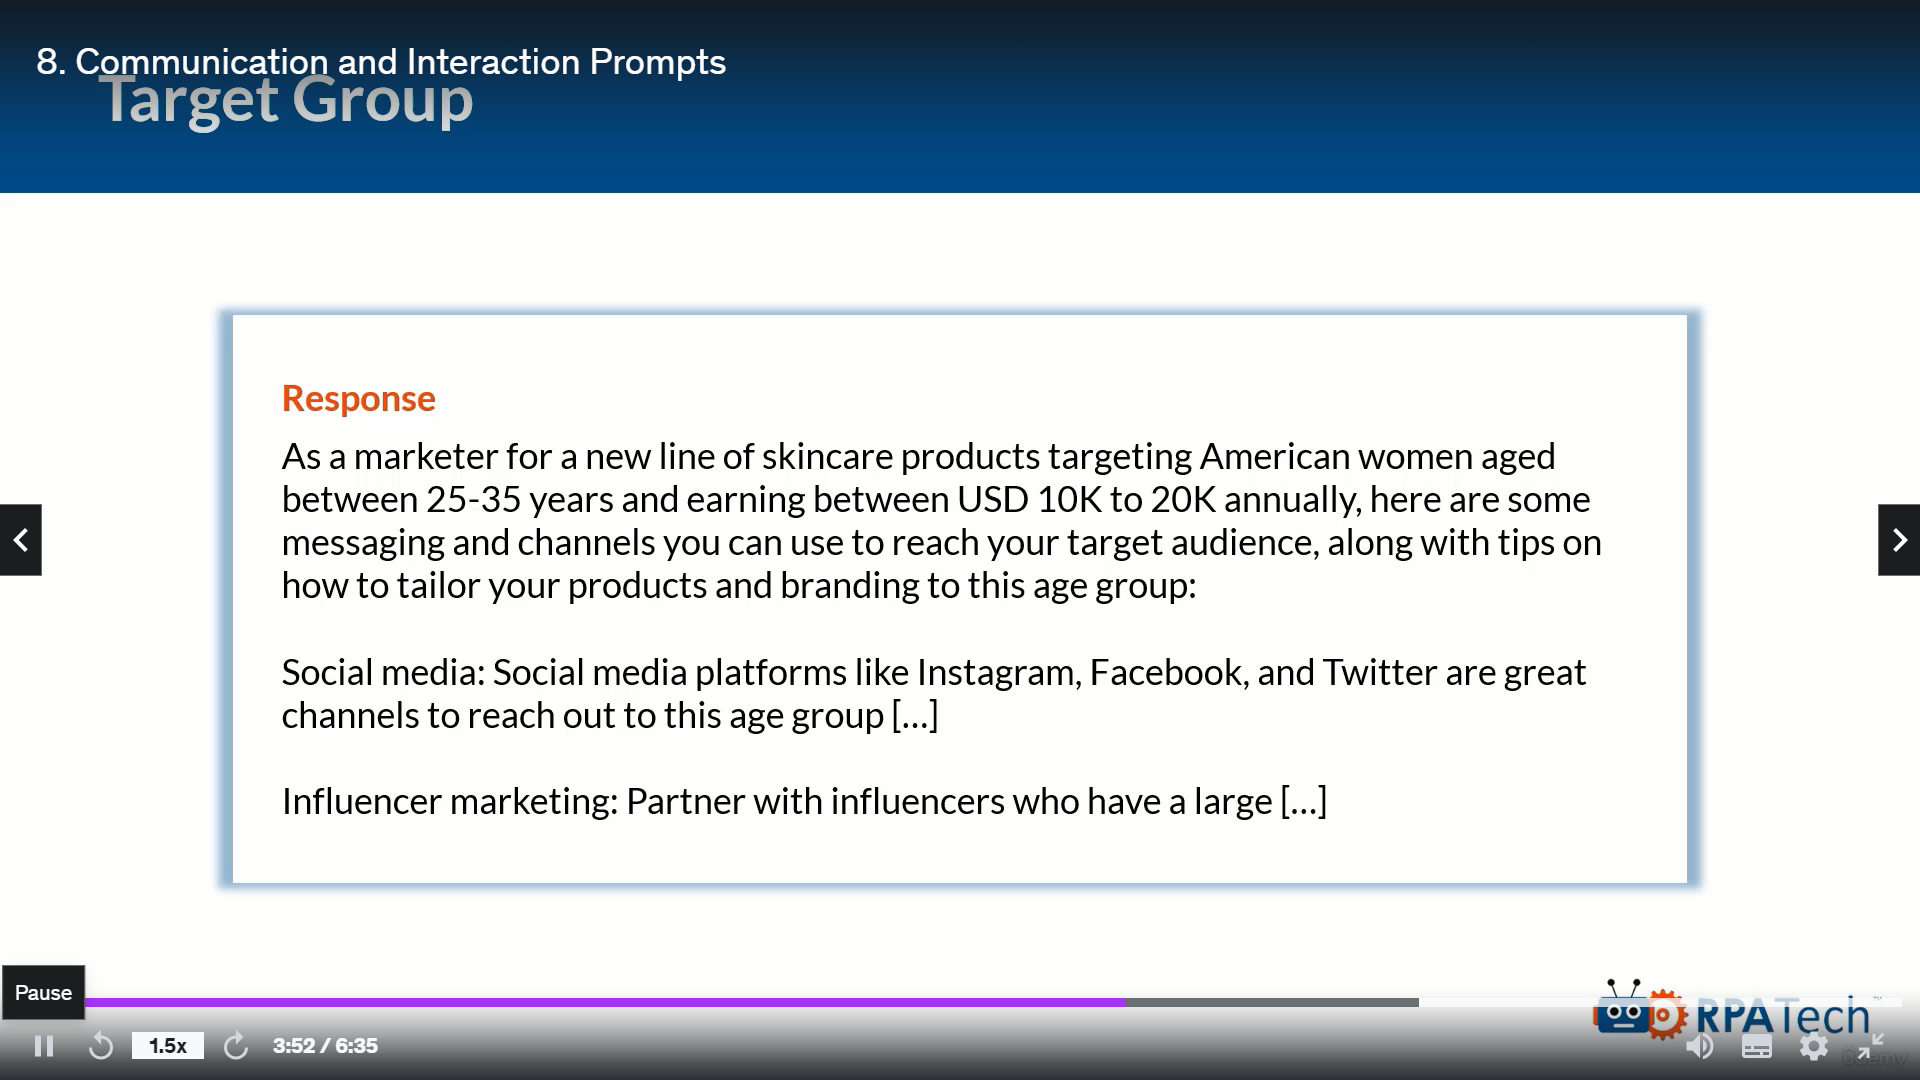 8. Communication and Interaction Prompts
Target Group
Response
As a marketer for a new line of skincare products targeting American women aged
between 25-35 years and earning between USD 10K to 20K annually, here are some
messaging and channels you can use to reach your target audience, along with tips on
how to tailor your products and branding to this age group:
Social media: Social media platforms like Instagram, Facebook, and Twitter are great
channels to reach out to this age group [...]
Influencer marketing: Partner with influencers who have a large [...]
Pause
RPATech
1.5x
3:52 / 6:35
Udemy